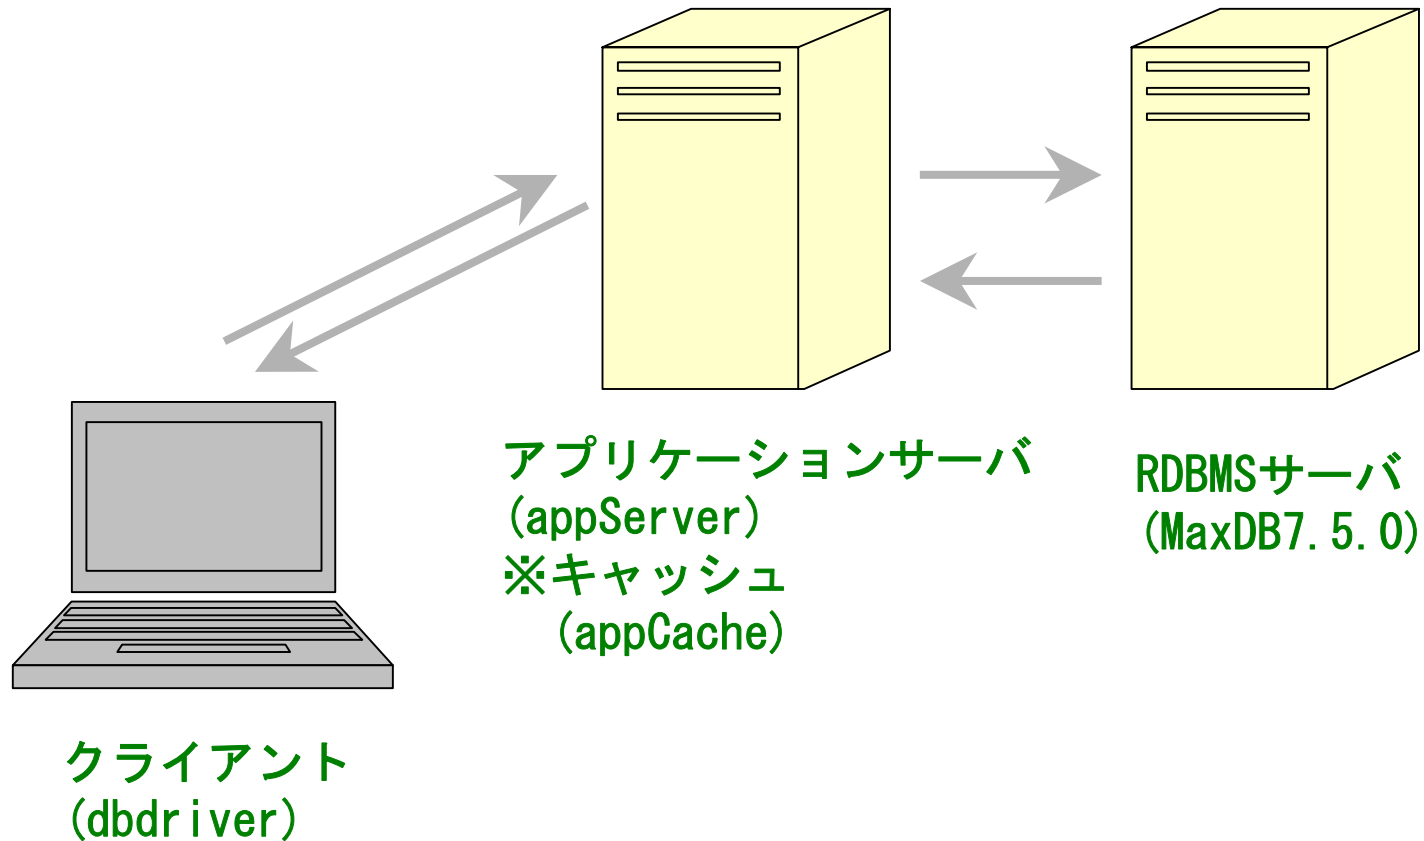 アプリケーションサーバ
(appServer)
※キャッシュ
(appCache)
RDBMSサーバ
(MaxDB7.5.0)
クライアント
(dbdriver)